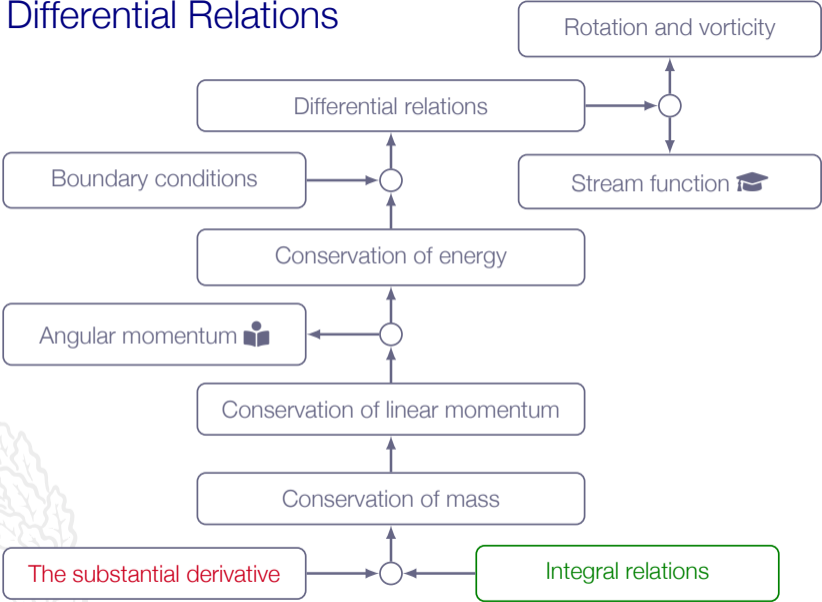 Differential Relations
Rotation and vorticity
Differential relations
Boundary conditions
Stream function
Conservation of energy
Angular momentum
Conservation of linear momentum
Conservation of mass
The substantial derivative
Integral relations